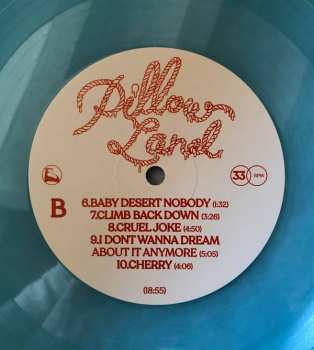 Pillow
Land
33 RPM
B
6.BABY DESERT NOBODY (1:32)
7.CLIMB BACK DOWN (3:26)
8.CRUEL JOKE (4:50)
9.I DONT WANNA DREAM
ABOUT IT ANYMORE (5:05)
10.CHERRY (4:06)
(18:55)